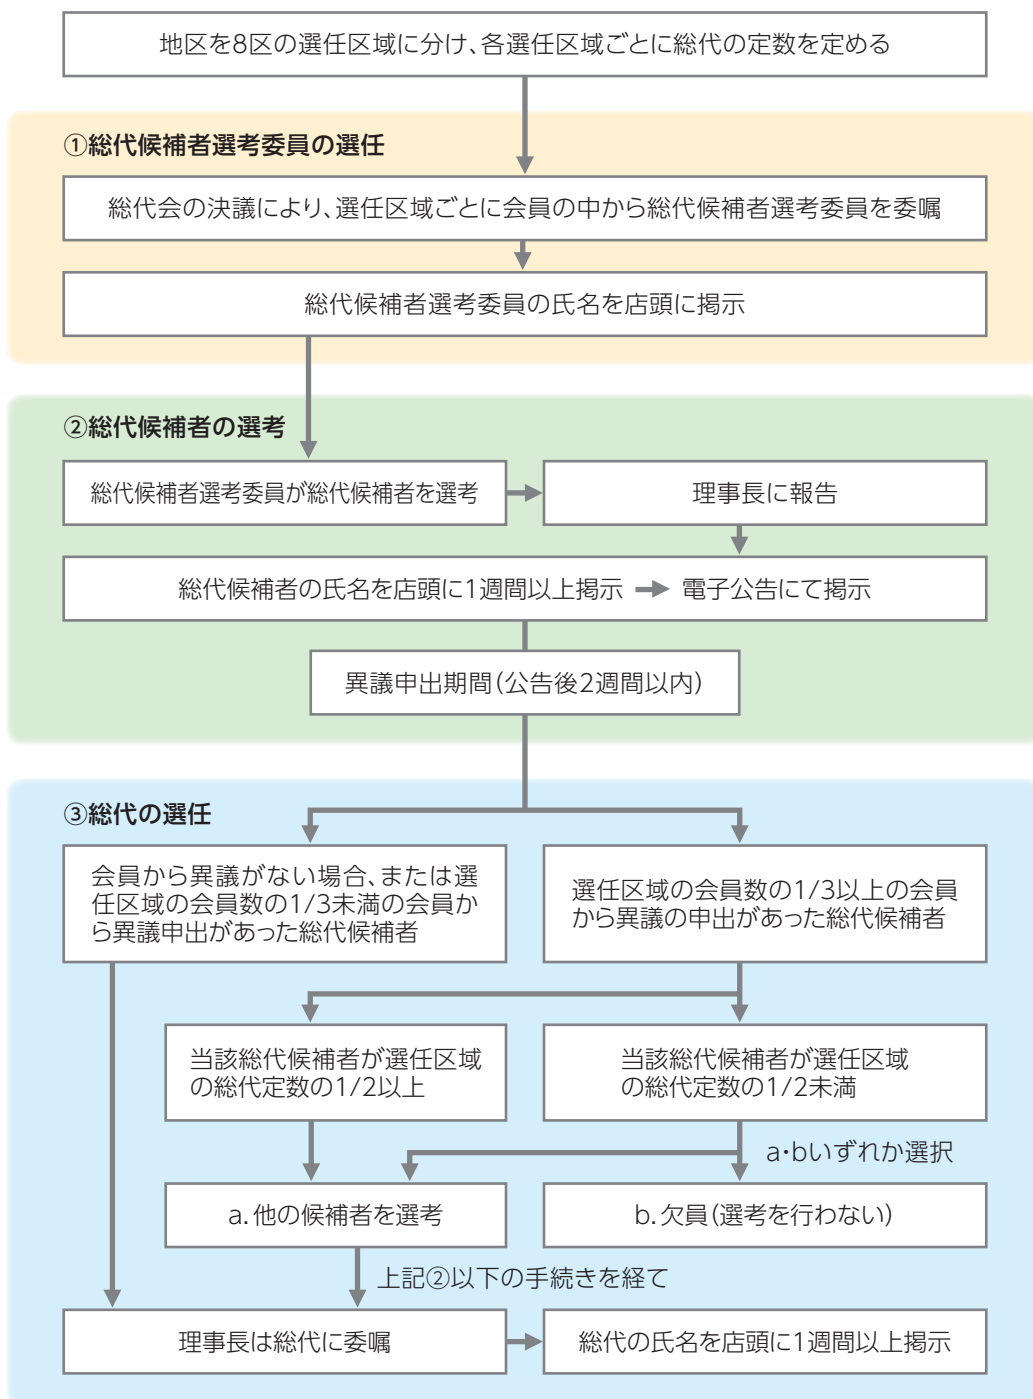 地区を8区の選任区域に分け、各選任区域ごとに総代の定数を定める
①総代候補者選考委員の選任
総代会の決議により、選任区域ごとに会員の中から総代候補者選考委員を委嘱
総代候補者選考委員の氏名を店頭に掲示
②総代候補者の選考
総代候補者選考委員が総代候補者を選考
理事長に報告
総代候補者の氏名を店頭に1週間以上掲示 → 電子公告にて掲示
異議申出期間(公告後2週間以内)
③総代の選任
会員から異議がない場合、または選
任区域の会員数の1/3未満の会員か
ら異議申出があった総代候補者
選任区域の会員数の1/3以上の会員
から異議の申出があった総代候補者
当該総代候補者が選任区域
の総代定数の1/2以上
当該総代候補者が選任区域
の総代定数の1/2未満
a・bいずれか選択
a.他の候補者を選考
b.欠員(選考を行わない)
上記②以下の手続きを経て
理事長は総代に委嘱
総代の氏名を店頭に1週間以上掲示